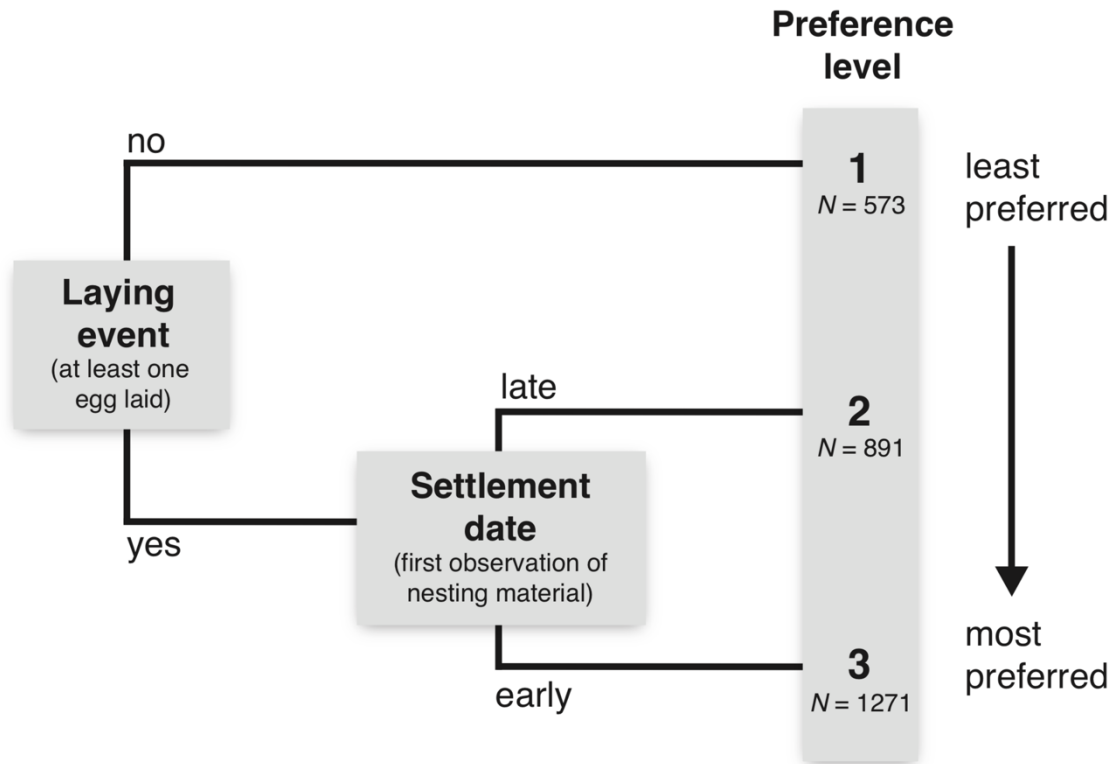 Preference
level
no
1
N = 573
least
preferred
Laying
event
(at least one
egg laid)
late
2
N = 891
Settlement
date
(first observation of
nesting material)
yes
3
N = 1271
most
preferred
early